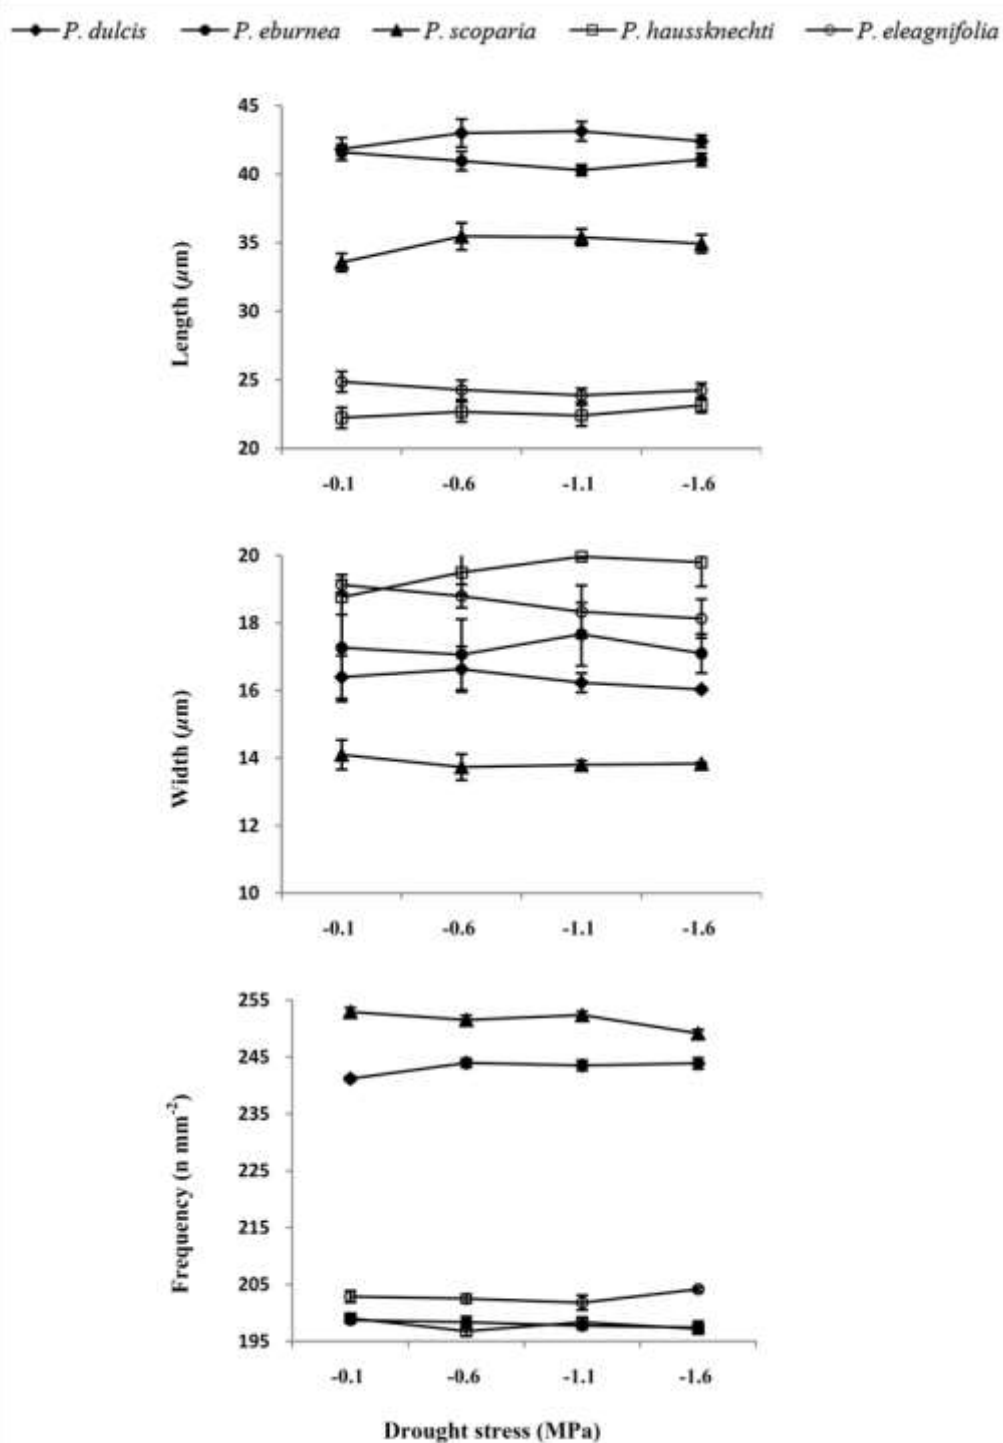 P. dulcis P. eburnea P. scoparia P. haussknechti P. eleagnifolia
45
40
35
30
25
20
Length (µm)
-0.1 -0.6 -1.1 -1.6
20
18
16
14
12
10
Width (µm)
-0.1 -0.6 -1.1 -1.6
255
245
235
225
215
205
195
Frequency (n mm⁻²)
-0.1 -0.6 -1.1 -1.6
Drought stress (MPa)